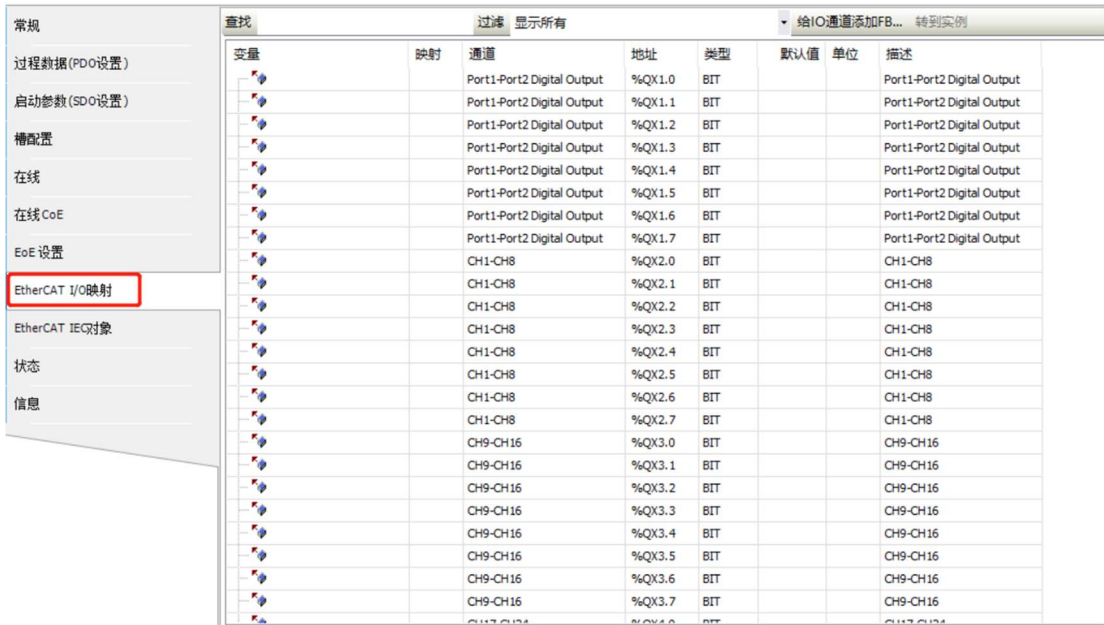 常规
过程数据(PDO设置)
启动参数(SDO设置)
槽配置
在线
在线CoE
EoE 设置
EtherCAT I/O映射
EtherCAT IEC对象
状态
信息
查找 过滤 显示所有 给IO通道添加FB... 转到实例
变量 映射 通道 地址 类型 默认值 单位 描述
Port1-Port2 Digital Output %QX1.0 BIT Port1-Port2 Digital Output
Port1-Port2 Digital Output %QX1.1 BIT Port1-Port2 Digital Output
Port1-Port2 Digital Output %QX1.2 BIT Port1-Port2 Digital Output
Port1-Port2 Digital Output %QX1.3 BIT Port1-Port2 Digital Output
Port1-Port2 Digital Output %QX1.4 BIT Port1-Port2 Digital Output
Port1-Port2 Digital Output %QX1.5 BIT Port1-Port2 Digital Output
Port1-Port2 Digital Output %QX1.6 BIT Port1-Port2 Digital Output
Port1-Port2 Digital Output %QX1.7 BIT Port1-Port2 Digital Output
CH1-CH8 %QX2.0 BIT CH1-CH8
CH1-CH8 %QX2.1 BIT CH1-CH8
CH1-CH8 %QX2.2 BIT CH1-CH8
CH1-CH8 %QX2.3 BIT CH1-CH8
CH1-CH8 %QX2.4 BIT CH1-CH8
CH1-CH8 %QX2.5 BIT CH1-CH8
CH1-CH8 %QX2.6 BIT CH1-CH8
CH1-CH8 %QX2.7 BIT CH1-CH8
CH9-CH16 %QX3.0 BIT CH9-CH16
CH9-CH16 %QX3.1 BIT CH9-CH16
CH9-CH16 %QX3.2 BIT CH9-CH16
CH9-CH16 %QX3.3 BIT CH9-CH16
CH9-CH16 %QX3.4 BIT CH9-CH16
CH9-CH16 %QX3.5 BIT CH9-CH16
CH9-CH16 %QX3.6 BIT CH9-CH16
CH9-CH16 %QX3.7 BIT CH9-CH16